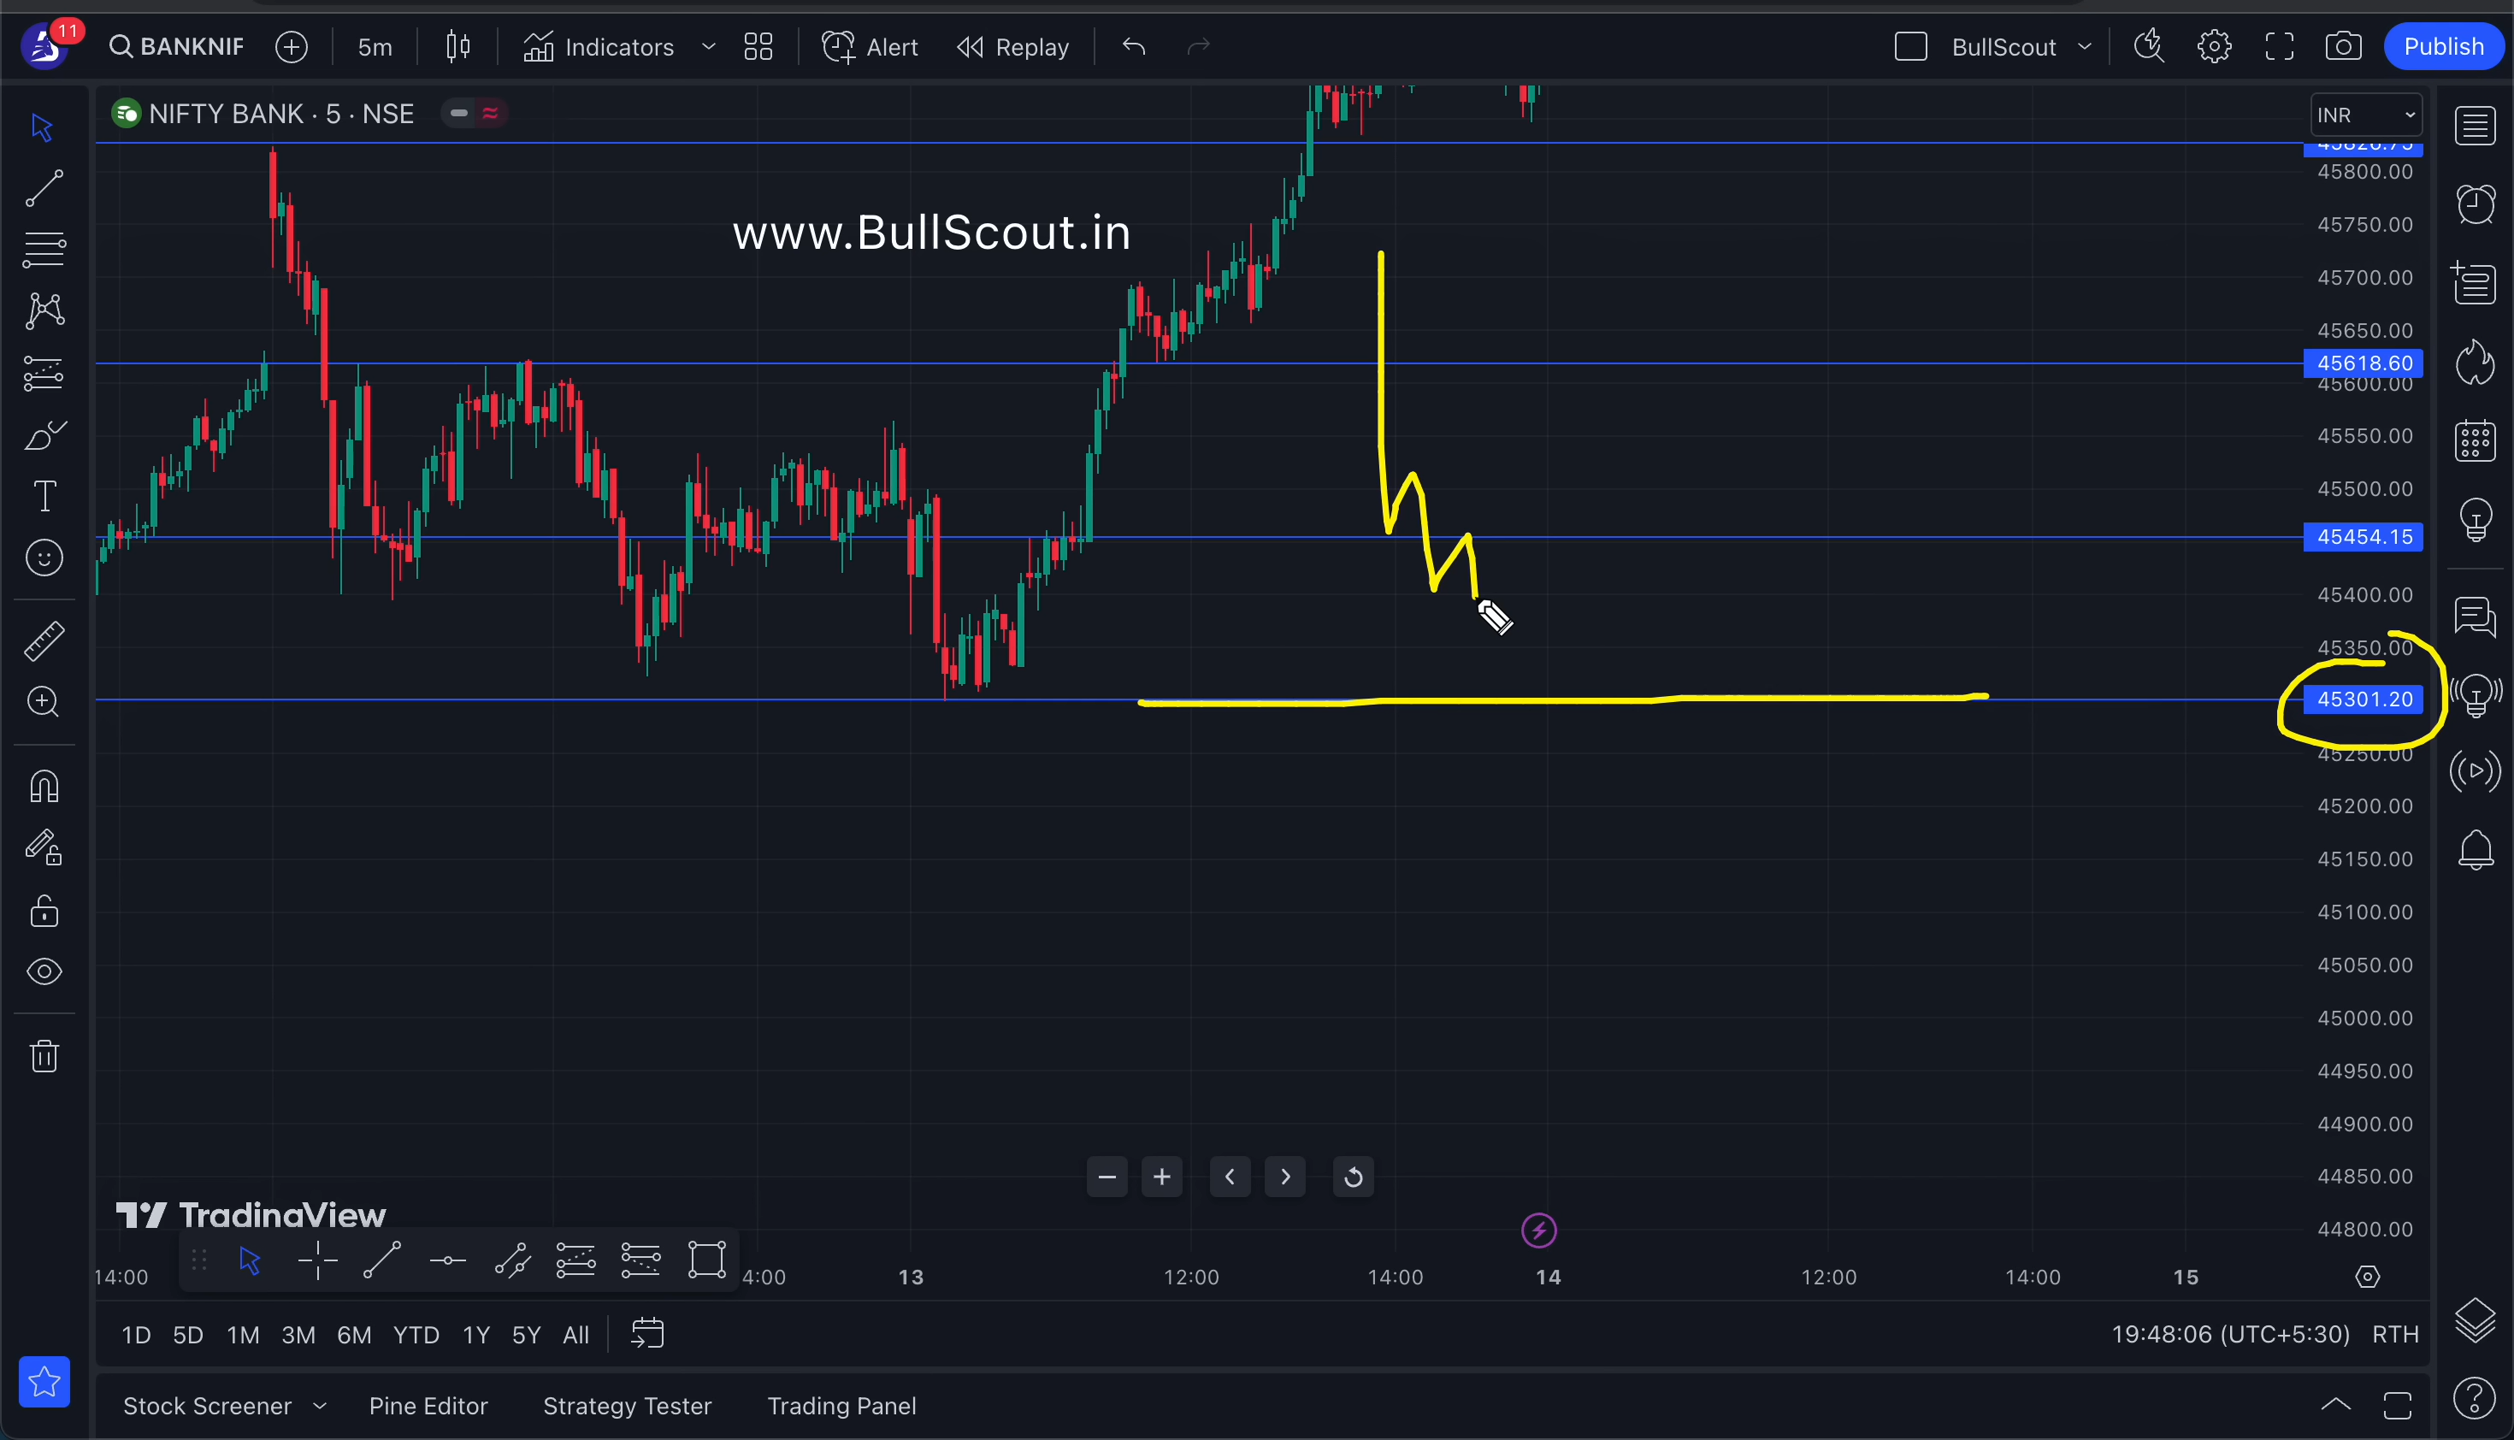 11
BANKNIF
5m
Indicators
Alert
Replay
BullScout
Publish
NIFTY BANK · 5 · NSE
INR
www.BullScout.in
45800.00
45750.00
45700.00
45650.00
45618.60
45600.00
45550.00
45500.00
45454.15
45400.00
45350.00
45301.20
45250.00
45200.00
45150.00
45100.00
45050.00
45000.00
44950.00
44900.00
44850.00
44800.00
TradingView
14:00
4:00
13
12:00
14:00
14
12:00
14:00
15
1D 5D 1M 3M 6M YTD 1Y 5Y All
19:48:06 (UTC+5:30) RTH
Stock Screener Pine Editor Strategy Tester Trading Panel